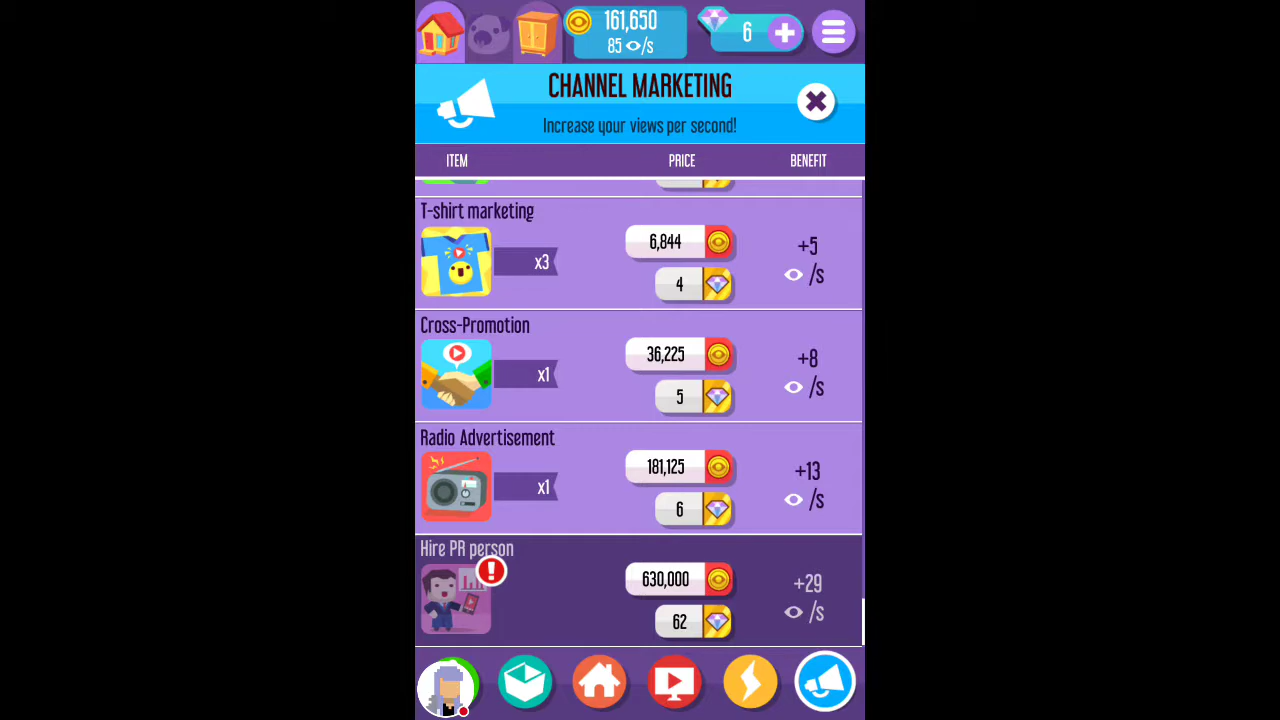 161,650
85 /s
6
CHANNEL MARKETING
Increase your views per second!
ITEM PRICE BENEFIT
T-shirt marketing
x3
6,844
4
+5
/s
Cross-Promotion
x1
36,225
5
+8
/s
Radio Advertisement
x1
181,125
6
+13
/s
Hire PR person
!
630,000
62
+29
/s